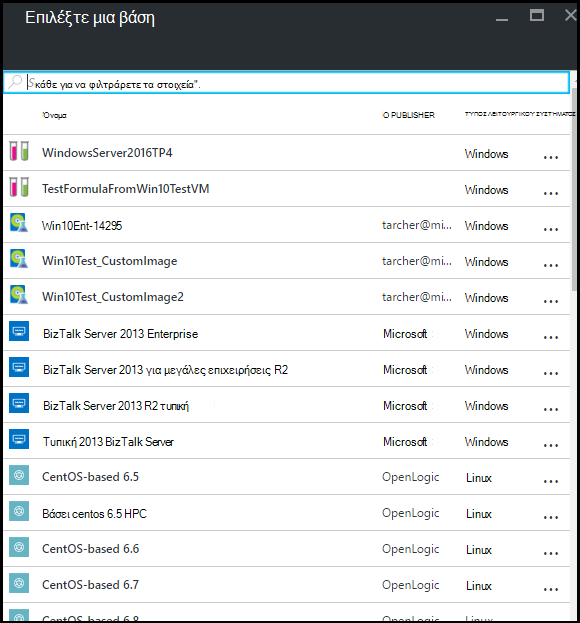 Επιλέξτε μια βάση
Sκάθε για να φιλτράρετε τα στοιχεία".
Όνομα Ο PUBLISHER ΤΎΠΟΣ ΛΕΙΤΟΥΡΓΙΚΟΎ ΣΥΣΤΉΜΑΤΟΣ
WindowsServer2016TP4 Windows ...
TestFormulaFromWin10TestVM Windows ...
Win10Ent-14295 tarcher@mi... Windows ...
Win10Test_CustomImage tarcher@mi... Windows ...
Win10Test_CustomImage2 tarcher@mi... Windows ...
BizTalk Server 2013 Enterprise Microsoft Windows ...
BizTalk Server 2013 για μεγάλες επιχειρήσεις R2 Microsoft Windows ...
BizTalk Server 2013 R2 τυπική Microsoft Windows ...
Τυπική 2013 BizTalk Server Microsoft Windows ...
CentOS-based 6.5 OpenLogic Linux ...
Βάσει centos 6.5 HPC OpenLogic Linux ...
CentOS-based 6.6 OpenLogic Linux ...
CentOS-based 6.7 OpenLogic Linux ...
CentOS-based 6.8 OpenLogic Linux